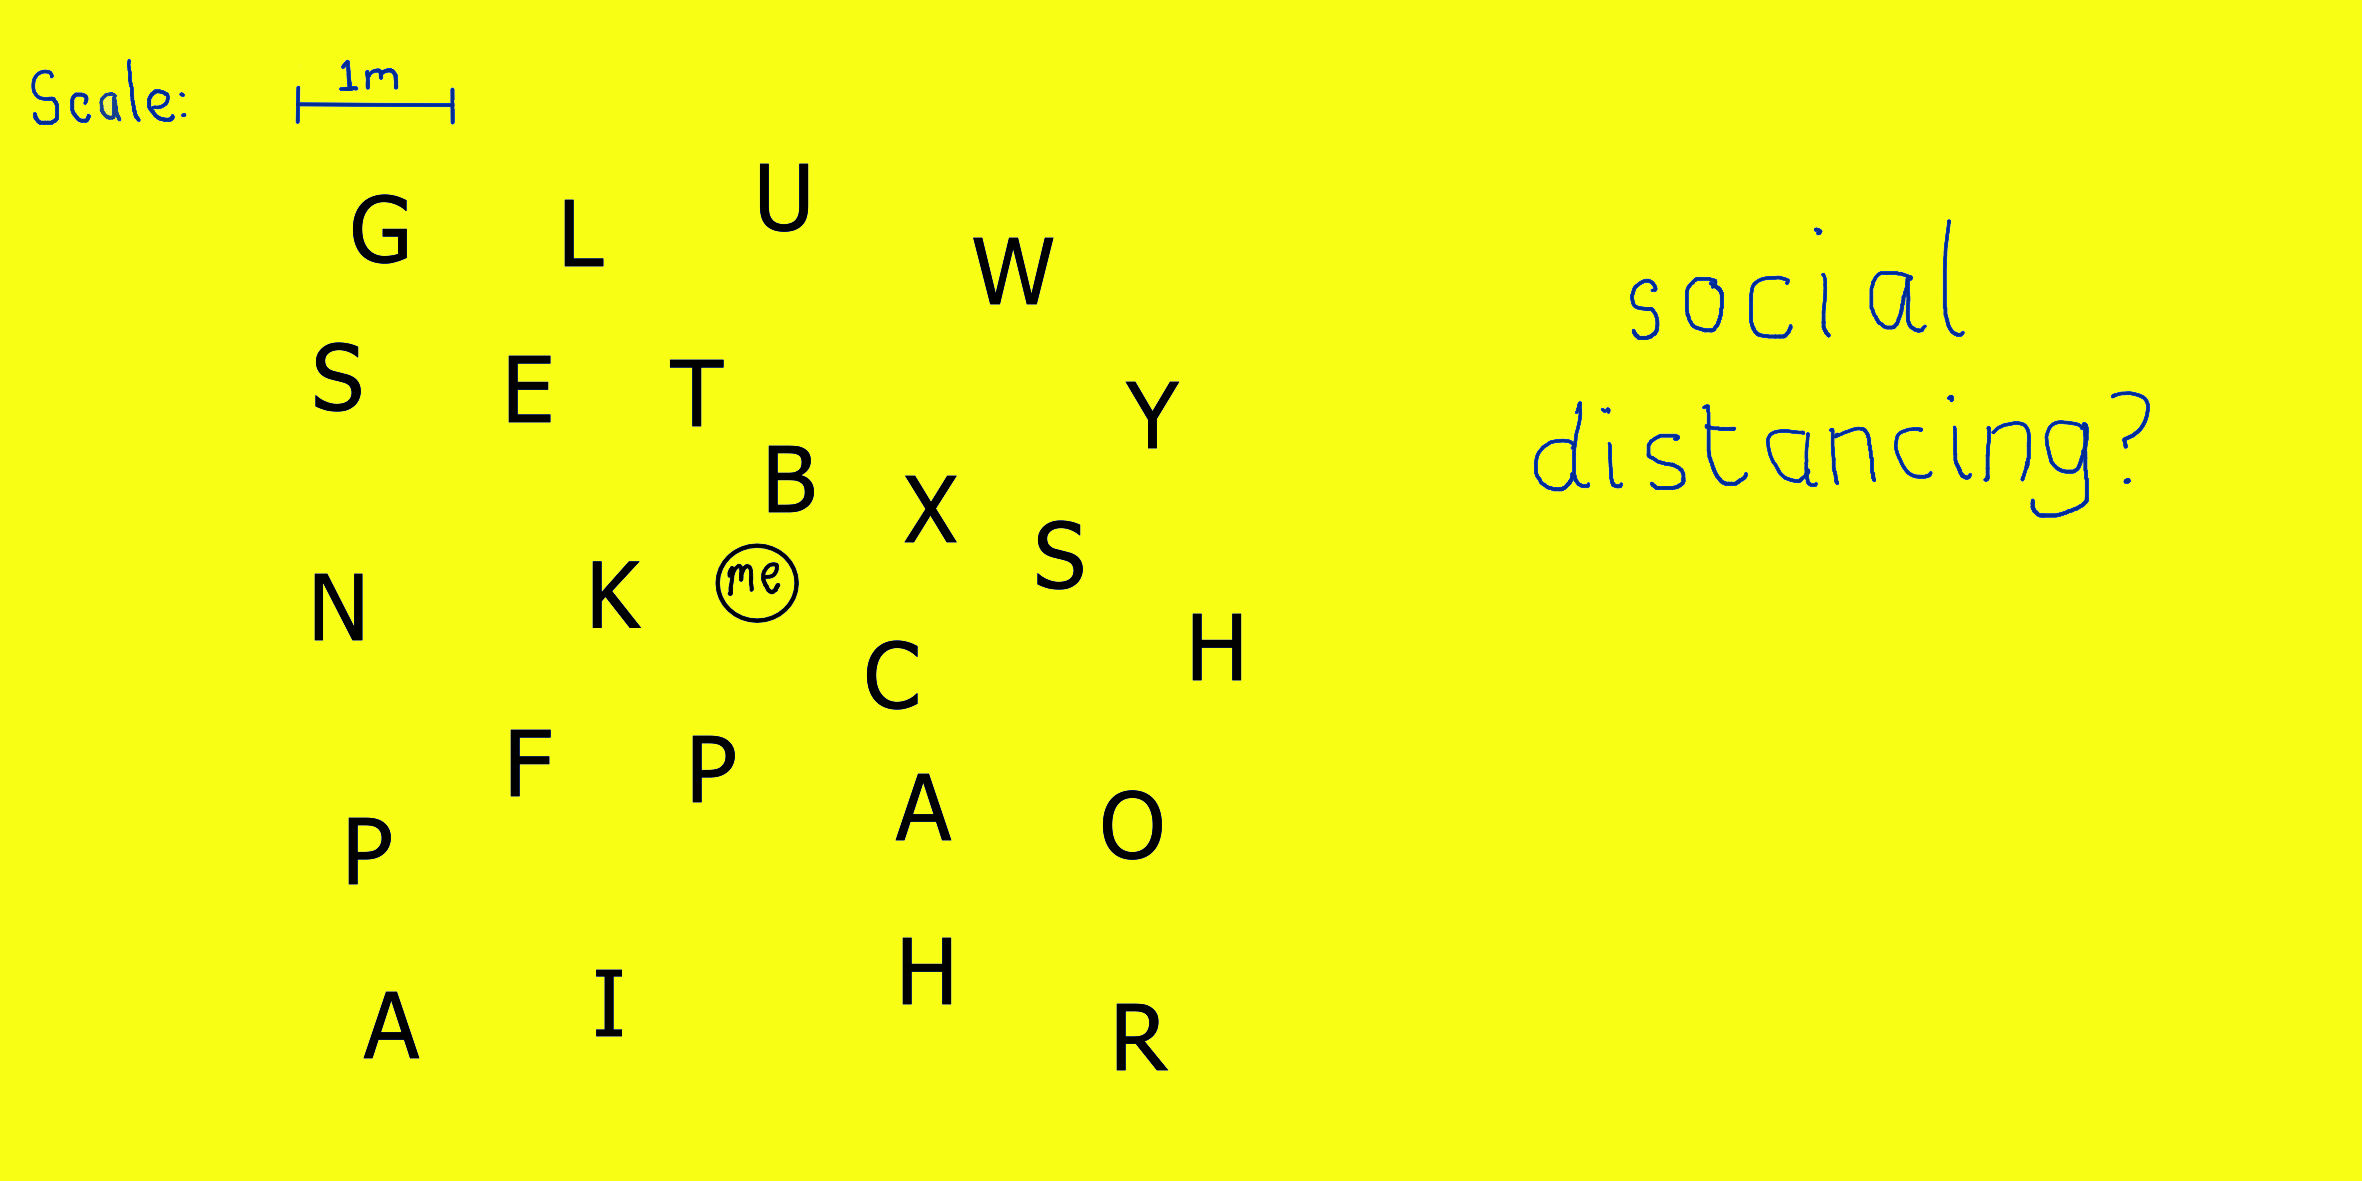 Scale: 1m
G L U W
S E T Y
B X S
N K me H
C
F P A O
P
A I H R
social
distancing?